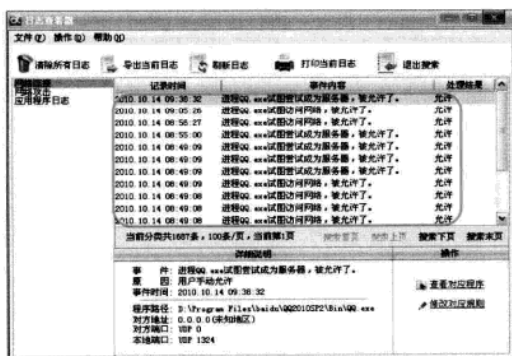 日志查看器
文件(F) 操作(O) 帮助(H)
清除所有日志 导出当前日志 刷新日志 打印当前日志 退出搜索
应用程序日志
记录时间 事件内容 处理结果
2010.10.14 09:36:32 进程QQ.exe试图尝试成为服务器，被允许了。 允许
2010.10.14 09:05:26 进程QQ.exe试图访问网络，被允许了。 允许
2010.10.14 08:55:27 进程QQ.exe试图访问网络，被允许了。 允许
2010.10.14 08:55:00 进程QQ.exe试图尝试成为服务器，被允许了。 允许
2010.10.14 08:49:09 进程QQ.exe试图尝试成为服务器，被允许了。 允许
2010.10.14 08:49:09 进程QQ.exe试图尝试成为服务器，被允许了。 允许
2010.10.14 08:49:09 进程QQ.exe试图访问网络，被允许了。 允许
2010.10.14 08:49:09 进程QQ.exe试图访问网络，被允许了。 允许
2010.10.14 08:49:08 进程QQ.exe试图访问网络，被允许了。 允许
2010.10.14 08:49:08 进程QQ.exe试图访问网络，被允许了。 允许
当前分类共1687条，100条/页，当前第1页 搜索首页 搜索上页 搜索下页 搜索末页
详细说明 操作
事 件: 进程QQ.exe试图尝试成为服务器，被允许了。
原 因: 用户手动允许
事件时间: 2010.10.14 09:36:32
查看对应程序
程序路径: D:\Program Files\baidu\QQ2010SP2\Bin\QQ.exe
对方地址: 0.0.0.0(未知地区)
修改对应规则
对方端口: UDP 0
本地端口: UDP 1324